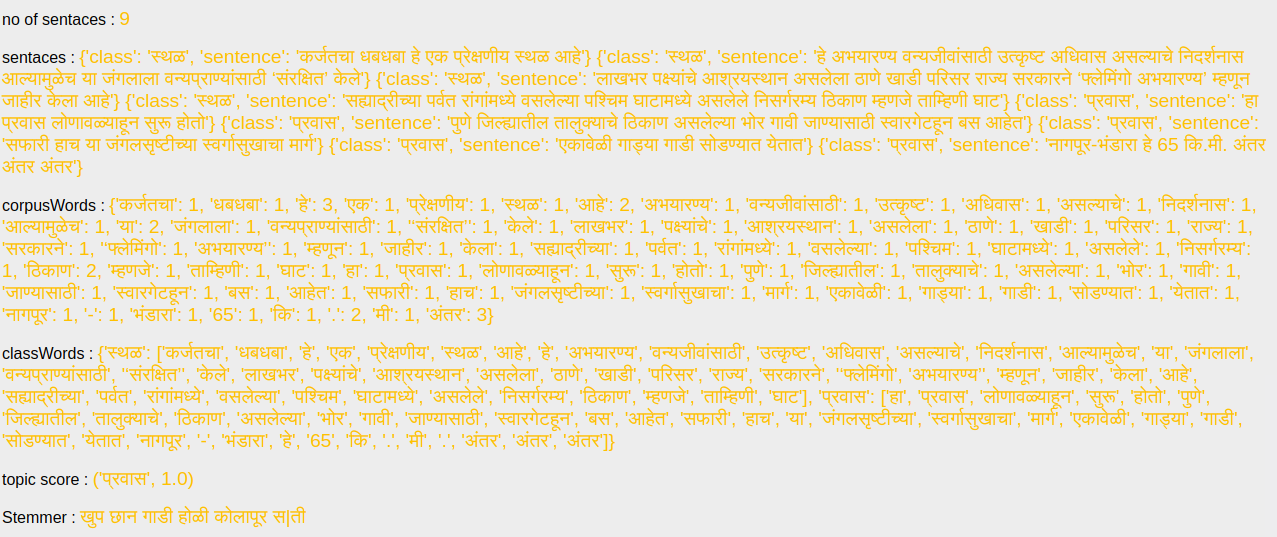 no of sentaces : 9
sentaces : {'class': 'स्थळ', 'sentence': 'कर्जतचा धबधबा हे एक प्रेक्षणीय स्थळ आहे'} {'class': 'स्थळ', 'sentence': 'हे अभयारण्य वन्यजीवांसाठी उत्कृष्ट अधिवास असल्याचे निदर्शनास
आल्यामुळेच या जंगलाला वन्यप्राण्यांसाठी ‘संरक्षित’ केले'} {'class': 'स्थळ', 'sentence': 'लाखभर पक्ष्यांचे आश्रयस्थान असलेला ठाणे खाडी परिसर राज्य सरकारने ‘फ्लेमिंगो अभयारण्य’ म्हणून
जाहीर केला आहे'} {'class': 'स्थळ', 'sentence': 'सह्याद्रीच्या पर्वत रांगांमध्ये वसलेल्या पश्चिम घाटामध्ये असलेले निसर्गरम्य ठिकाण म्हणजे ताम्हिणी घाट'} {'class': 'प्रवास', 'sentence': 'हा
प्रवास लोणावळ्याहून सुरू होतो'} {'class': 'प्रवास', 'sentence': 'पुणे जिल्ह्यातील तालुक्याचे ठिकाण असलेल्या भोर गावी जाण्यासाठी स्वारगेटहून बस आहेत'} {'class': 'प्रवास', 'sentence':
'सफारी हाच या जंगलसृष्टीच्या स्वर्गासुखाचा मार्ग'} {'class': 'प्रवास', 'sentence': 'एकावेळी गाड्या गाडी सोडण्यात येतात'} {'class': 'प्रवास', 'sentence': 'नागपूर-भंडारा हे 65 कि.मी. अंतर
अंतर अंतर'}
corpusWords : {'कर्जतचा': 1, 'धबधबा': 1, 'हे': 3, 'एक': 1, 'प्रेक्षणीय': 1, 'स्थळ': 1, 'आहे': 2, 'अभयारण्य': 1, 'वन्यजीवांसाठी': 1, 'उत्कृष्ट': 1, 'अधिवास': 1, 'असल्याचे': 1, 'निदर्शनास': 1,
'आल्यामुळेच': 1, 'या': 2, 'जंगलाला': 1, 'वन्यप्राण्यांसाठी': 1, '‘संरक्षित’': 1, 'केले': 1, 'लाखभर': 1, 'पक्ष्यांचे': 1, 'आश्रयस्थान': 1, 'असलेला': 1, 'ठाणे': 1, 'खाडी': 1, 'परिसर': 1, 'राज्य': 1,
'सरकारने': 1, '‘फ्लेमिंगो': 1, 'अभयारण्य’': 1, 'म्हणून': 1, 'जाहीर': 1, 'केला': 1, 'सह्याद्रीच्या': 1, 'पर्वत': 1, 'रांगांमध्ये': 1, 'वसलेल्या': 1, 'पश्चिम': 1, 'घाटामध्ये': 1, 'असलेले': 1, 'निसर्गरम्य':
1, 'ठिकाण': 2, 'म्हणजे': 1, 'ताम्हिणी': 1, 'घाट': 1, 'हा': 1, 'प्रवास': 1, 'लोणावळ्याहून': 1, 'सुरू': 1, 'होतो': 1, 'पुणे': 1, 'जिल्ह्यातील': 1, 'तालुक्याचे': 1, 'असलेल्या': 1, 'भोर': 1, 'गावी': 1,
'जाण्यासाठी': 1, 'स्वारगेटहून': 1, 'बस': 1, 'आहेत': 1, 'सफारी': 1, 'हाच': 1, 'जंगलसृष्टीच्या': 1, 'स्वर्गासुखाचा': 1, 'मार्ग': 1, 'एकावेळी': 1, 'गाड्या': 1, 'गाडी': 1, 'सोडण्यात': 1, 'येतात': 1,
'नागपूर': 1, '-': 1, 'भंडारा': 1, '65': 1, 'कि': 1, '.': 2, 'मी': 1, 'अंतर': 3}
classWords : {'स्थळ': ['कर्जतचा', 'धबधबा', 'हे', 'एक', 'प्रेक्षणीय', 'स्थळ', 'आहे', 'हे', 'अभयारण्य', 'वन्यजीवांसाठी', 'उत्कृष्ट', 'अधिवास', 'असल्याचे', 'निदर्शनास', 'आल्यामुळेच', 'या', 'जंगलाला',
'वन्यप्राण्यांसाठी', '‘संरक्षित’', 'केले', 'लाखभर', 'पक्ष्यांचे', 'आश्रयस्थान', 'असलेला', 'ठाणे', 'खाडी', 'परिसर', 'राज्य', 'सरकारने', '‘फ्लेमिंगो', 'अभयारण्य’', 'म्हणून', 'जाहीर', 'केला', 'आहे',
'सह्याद्रीच्या', 'पर्वत', 'रांगांमध्ये', 'वसलेल्या', 'पश्चिम', 'घाटामध्ये', 'असलेले', 'निसर्गरम्य', 'ठिकाण', 'म्हणजे', 'ताम्हिणी', 'घाट'], 'प्रवास': ['हा', 'प्रवास', 'लोणावळ्याहून', 'सुरू', 'होतो', 'पुणे',
'जिल्ह्यातील', 'तालुक्याचे', 'ठिकाण', 'असलेल्या', 'भोर', 'गावी', 'जाण्यासाठी', 'स्वारगेटहून', 'बस', 'आहेत', 'सफारी', 'हाच', 'या', 'जंगलसृष्टीच्या', 'स्वर्गासुखाचा', 'मार्ग', 'एकावेळी', 'गाड्या', 'गाडी',
'सोडण्यात', 'येतात', 'नागपूर', '-', 'भंडारा', 'हे', '65', 'कि', '.', 'मी', '.', 'अंतर', 'अंतर', 'अंतर']}
topic score : ('प्रवास', 1.0)
Stemmer : खुप छान गाडी होळी कोलापूर स|ती